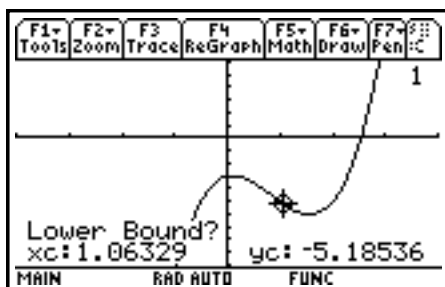 F1 F2 F3 F4 F5 F6 F7
Tools Zoom Trace ReGraph Math Draw Pen :C
1
Lower Bound?
xc:1.06329 yc:-5.18536
MAIN RAD AUTO FUNC